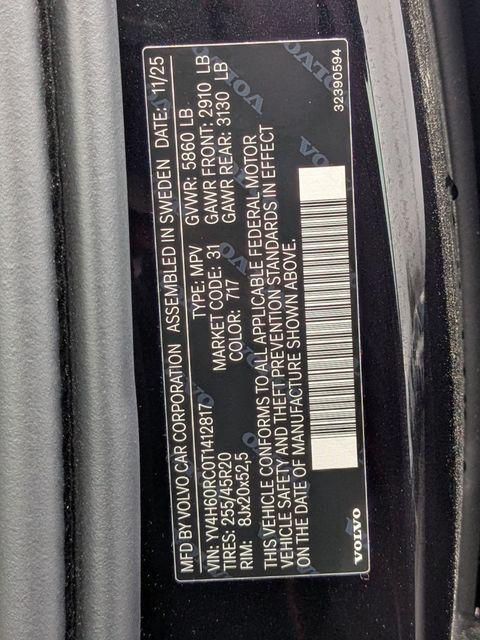 MFD BY VOLVO CAR CORPORATION ASSEMBLED IN SWEDEN DATE: 11/25
VIN: YV4H60RC0T1412817 TYPE: MPV GVWR: 5860 LB
TIRES: 255/45R20 MARKET CODE: 31 GAWR FRONT: 2910 LB
RIM: 8Jx20x52,5 COLOR: 717 GAWR REAR: 3130 LB
THIS VEHICLE CONFORMS TO ALL APPLICABLE FEDERAL MOTOR
VEHICLE SAFETY AND THEFT PREVENTION STANDARDS IN EFFECT
ON THE DATE OF MANUFACTURE SHOWN ABOVE.
VOLVO 32390594